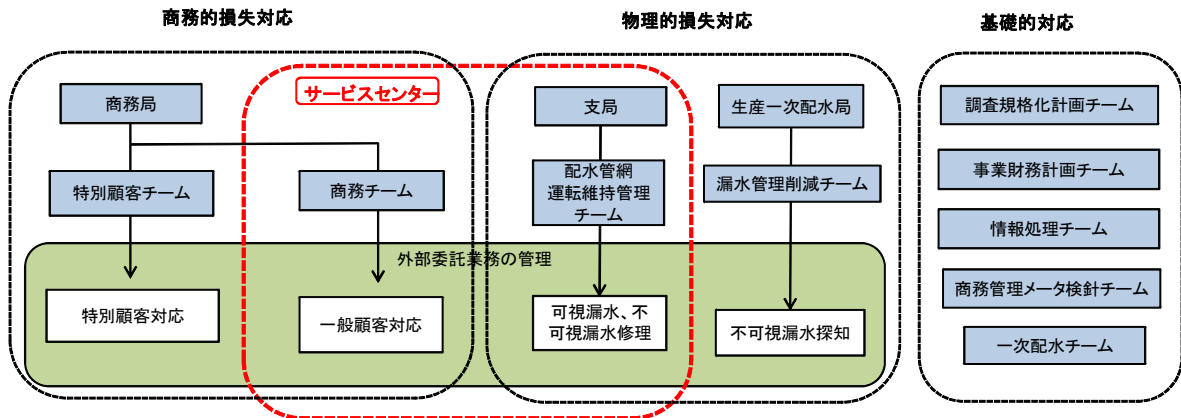 商務的損失対応
物理的損失対応
基礎的対応
サービスセンター
商務局
支局
生産一次配水局
調査規格化計画チーム
特別顧客チーム
商務チーム
配水管網
運転維持管理
チーム
漏水管理削減チーム
事業財務計画チーム
情報処理チーム
外部委託業務の管理
特別顧客対応
一般顧客対応
可視漏水、不
可視漏水修理
不可視漏水探知
商務管理メータ検針チーム
一次配水チーム